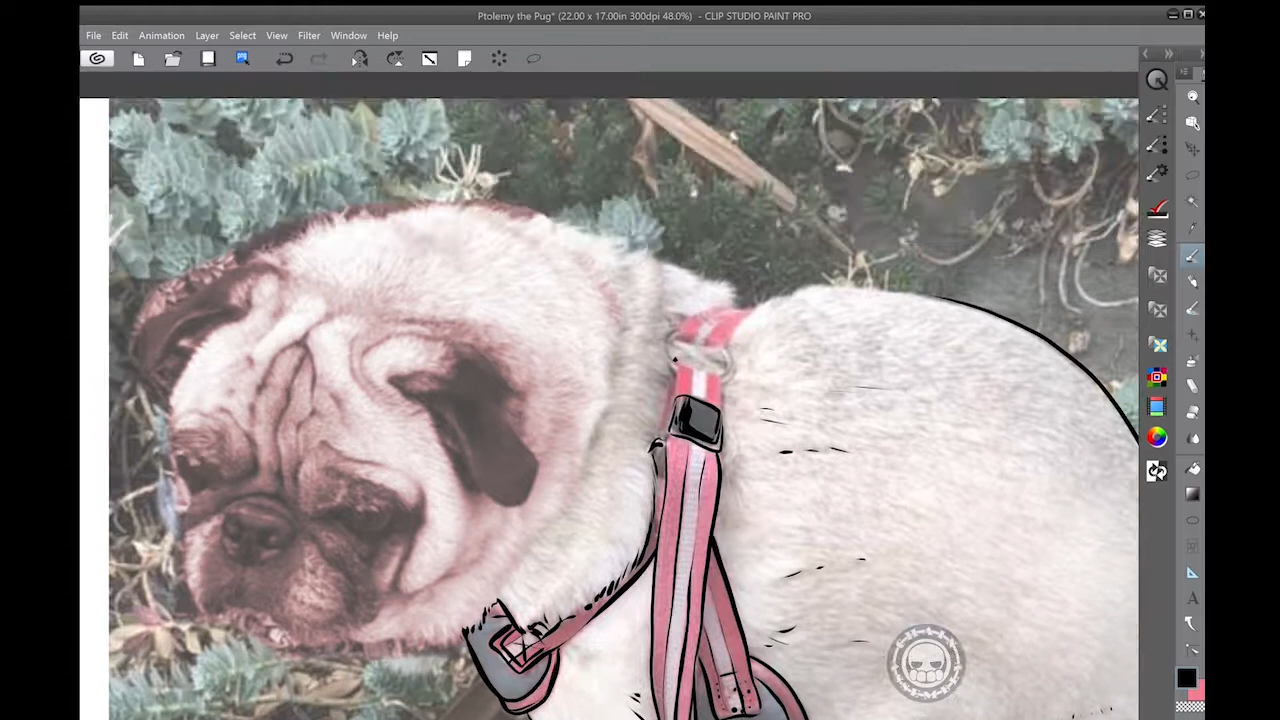 Ptolemy the Pug* (22.00 x 17.00in 300dpi 48.0%) - CLIP STUDIO PAINT PRO
File Edit Animation Layer Select View Filter Window Help